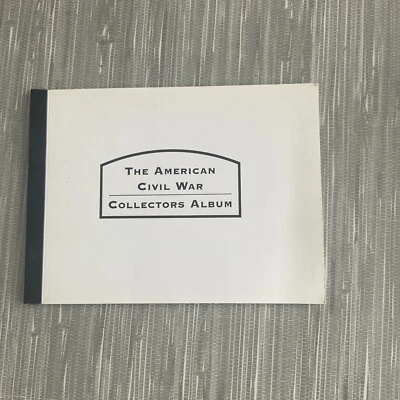 The American
Civil War
Collectors Album